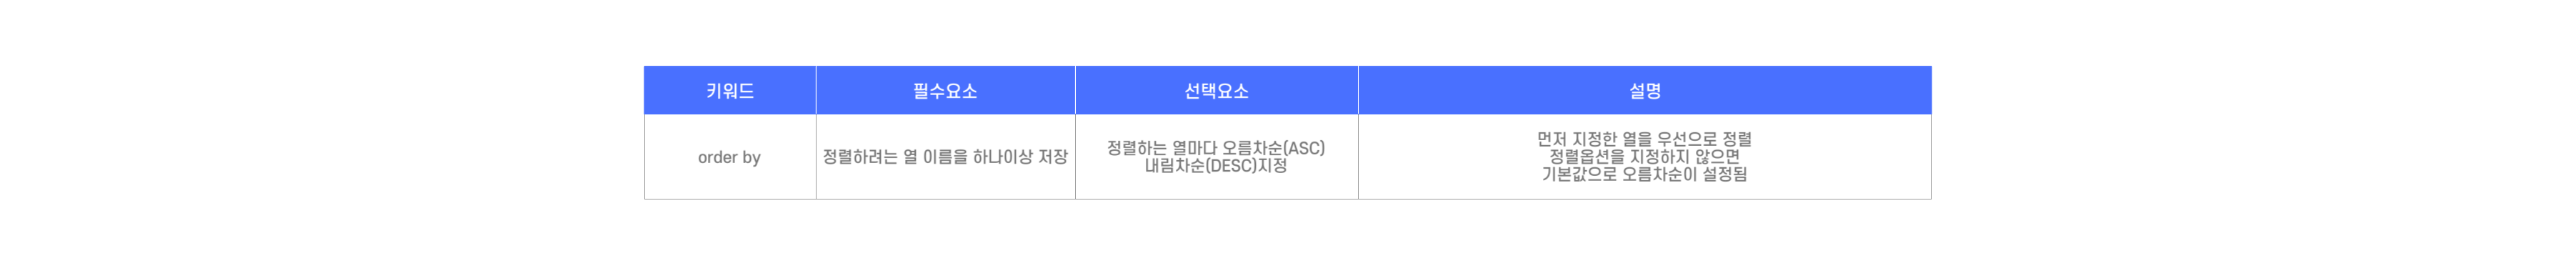 키워드
필수요소
선택요소
설명
order by
정렬하려는 열 이름을 하나이상 저장
정렬하는 열마다 오름차순(ASC)
내림차순(DESC)지정
먼저 지정한 열을 우선으로 정렬
정렬옵션을 지정하지 않으면
기본값으로 오름차순이 설정됨